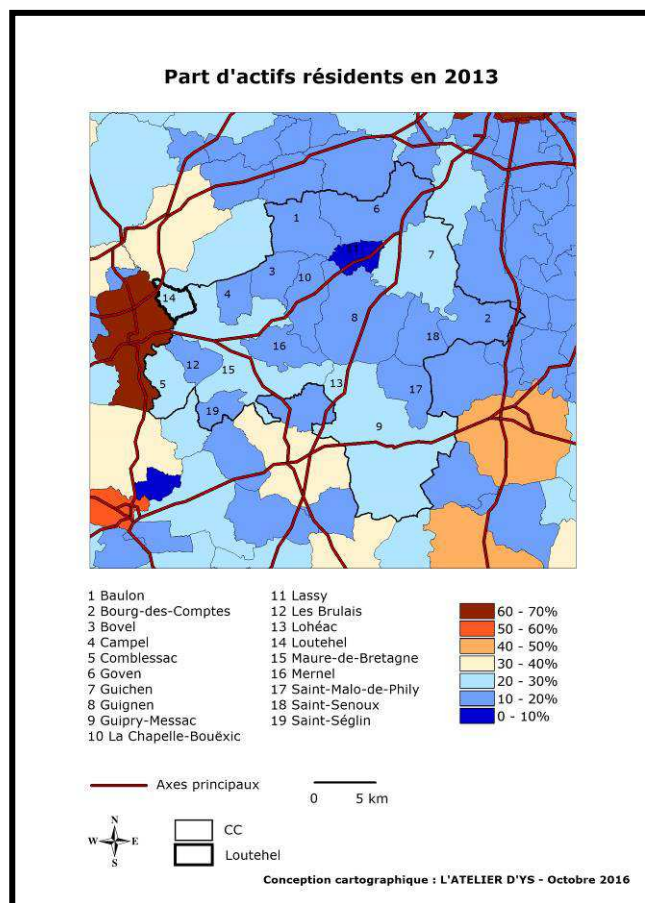 Part d'actifs résidents en 2013
1
6
11
7
3
10
14
4
8
2
18
16
12
15
5
13
17
19
9
1 Baulon
2 Bourg-des-Comptes
3 Bovel
4 Campel
5 Comblessac
6 Goven
7 Guichen
8 Guignen
9 Guipry-Messac
10 La Chapelle-Bouëxic
11 Lassy
12 Les Brulais
13 Lohéac
14 Loutehel
15 Maure-de-Bretagne
16 Mernel
17 Saint-Malo-de-Phily
18 Saint-Senoux
19 Saint-Séglin
60 - 70%
50 - 60%
40 - 50%
30 - 40%
20 - 30%
10 - 20%
0 - 10%
Axes principaux
0 5 km
N
W E
S
CC
Loutehel
Conception cartographique : L'ATELIER D'YS - Octobre 2016